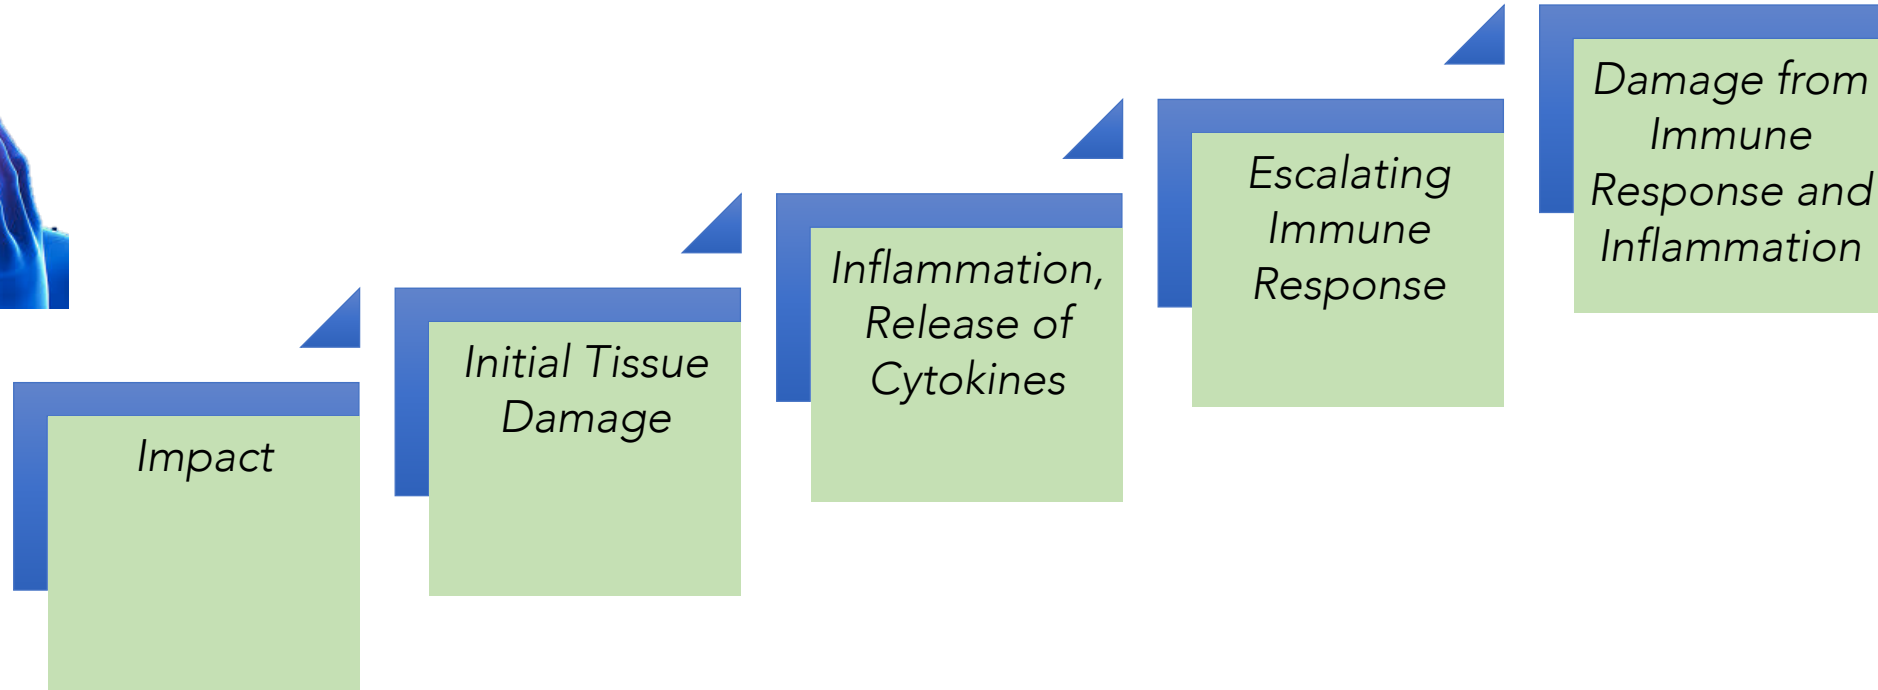 Impact
Initial Tissue
Damage
Inflammation,
Release of
Cytokines
Escalating
Immune
Response
Damage from
Immune
Response and
Inflammation